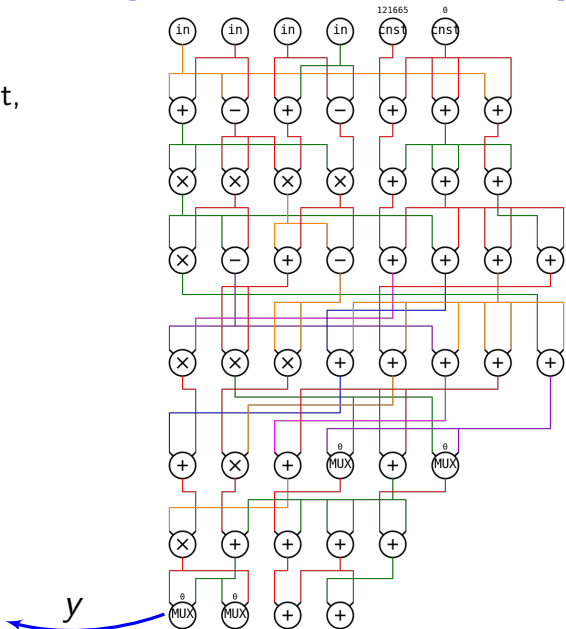 121665 0
in in in in cnst cnst
t,
+ − + − + + +
× × × × + + +
× − + − + + + +
× × × + + + + +
0 0
+ × + MUX + MUX
× + + + +
0 0
y MUX MUX + +